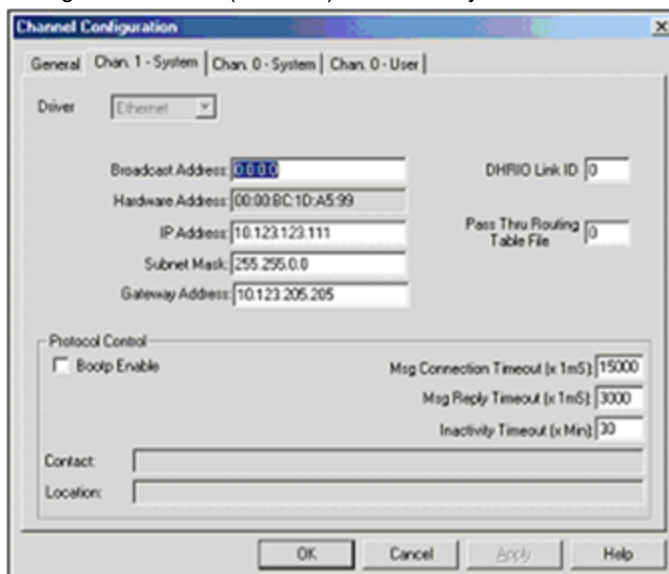 Channel Configuration
General Chan. 1 - System Chan. 0 - System Chan. 0 - User
Driver Ethernet
Broadcast Address: 0.0.0.0 DHRIO Link ID 0
Hardware Address: 00:00:BC:1D:A5:99
IP Address: 10.123.123.111 Pass Thru Routing Table File 0
Subnet Mask: 255.255.0.0
Gateway Address: 10.123.205.205
Protocol Control
Bootp Enable Msg Connection Timeout (x 1mS): 15000
Msg Reply Timeout (x 1mS): 3000
Inactivity Timeout (x Min): 30
Contact:
Location:
OK Cancel Apply Help